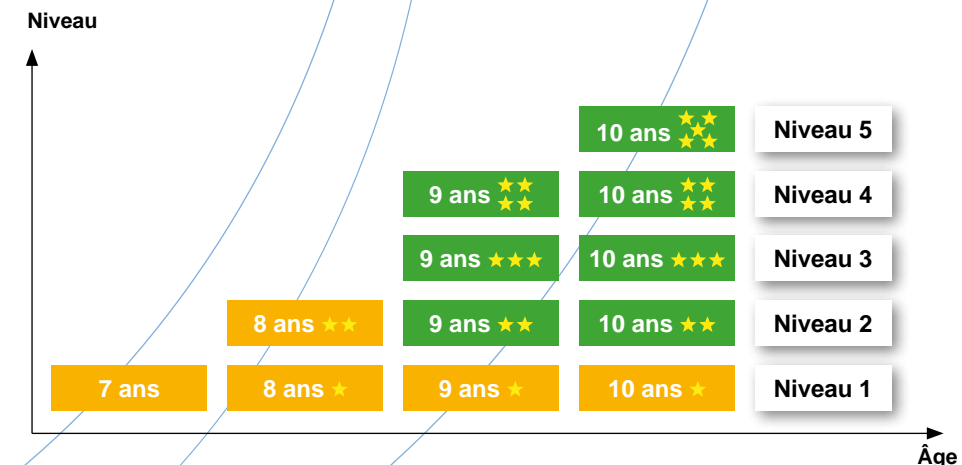 Niveau
10 ans ★★★★★ Niveau 5
9 ans ★★★★ 10 ans ★★★★ Niveau 4
9 ans ★★★ 10 ans ★★★ Niveau 3
8 ans ★★ 9 ans ★★ 10 ans ★★ Niveau 2
7 ans 8 ans ★ 9 ans ★ 10 ans ★ Niveau 1
Âge